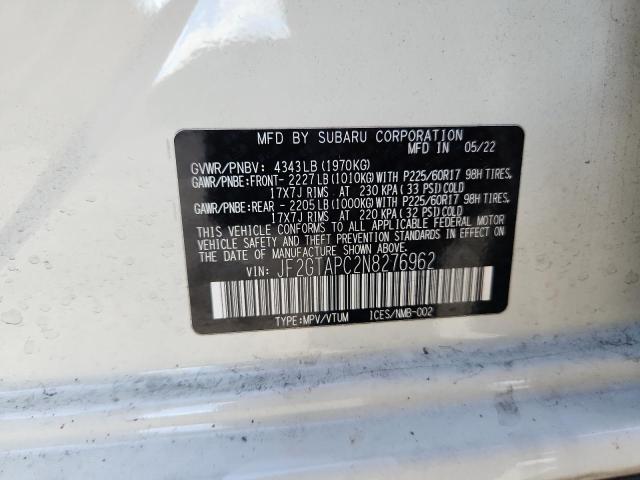 MFD BY SUBARU CORPORATION
MFD IN 05/22
GVWR/PNBV: 4343LB(1970KG)
GAWR/PNBE:FRONT- 2227LB(1010KG)WITH P225/60R17 98H TIRES,
17X7J RIMS AT 230 KPA(33 PSI)COLD
GAWR/PNBE:REAR - 2205LB(1000KG)WITH P225/60R17 98H TIRES,
17X7J RIMS AT 220 KPA(32 PSI)COLD
THIS VEHICLE CONFORMS TO ALL APPLICABLE FEDERAL MOTOR
VEHICLE SAFETY AND THEFT PREVENTION STANDARDS IN EFFECT
ON THE DATE OF MANUFACTURE SHOWN ABOVE.
VIN: JF2GTAPC2N8276962
TYPE:MPV/VTUM ICES/NMB-002